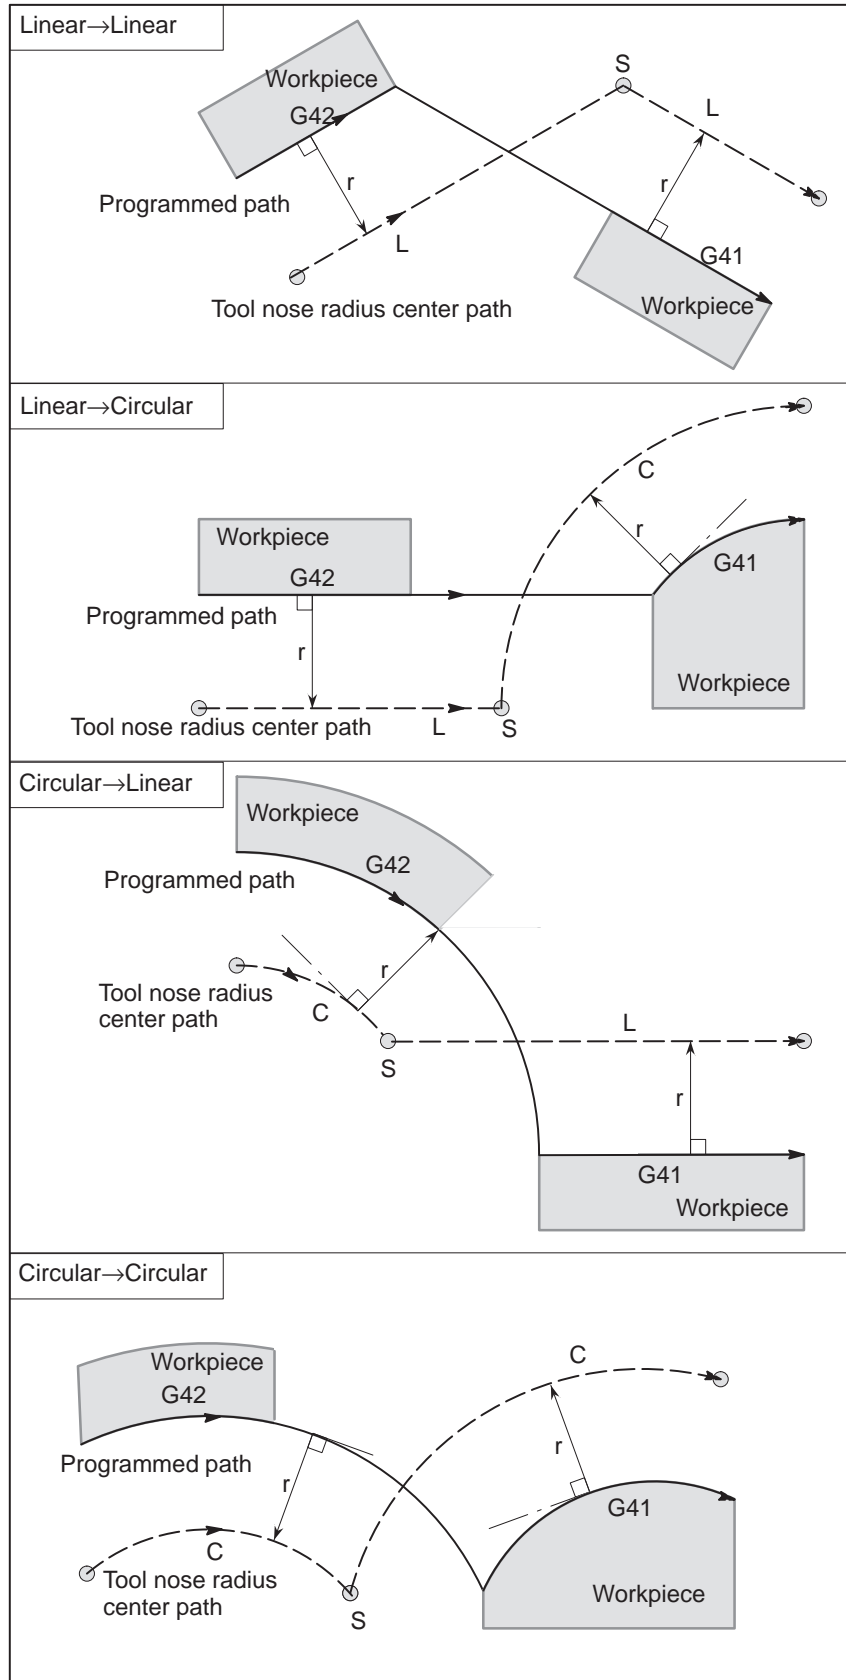 Linear→Linear
Workpiece
G42
Programmed path
r
L
Tool nose radius center path
S
L
r
G41
Workpiece
Linear→Circular
Workpiece
G42
Programmed path
r
Tool nose radius center path
L
S
C
r
G41
Workpiece
Circular→Linear
Workpiece
G42
Programmed path
r
Tool nose radius
center path
C
S
L
r
G41
Workpiece
Circular→Circular
Workpiece
G42
Programmed path
r
C
Tool nose radius
center path
S
C
r
G41
Workpiece